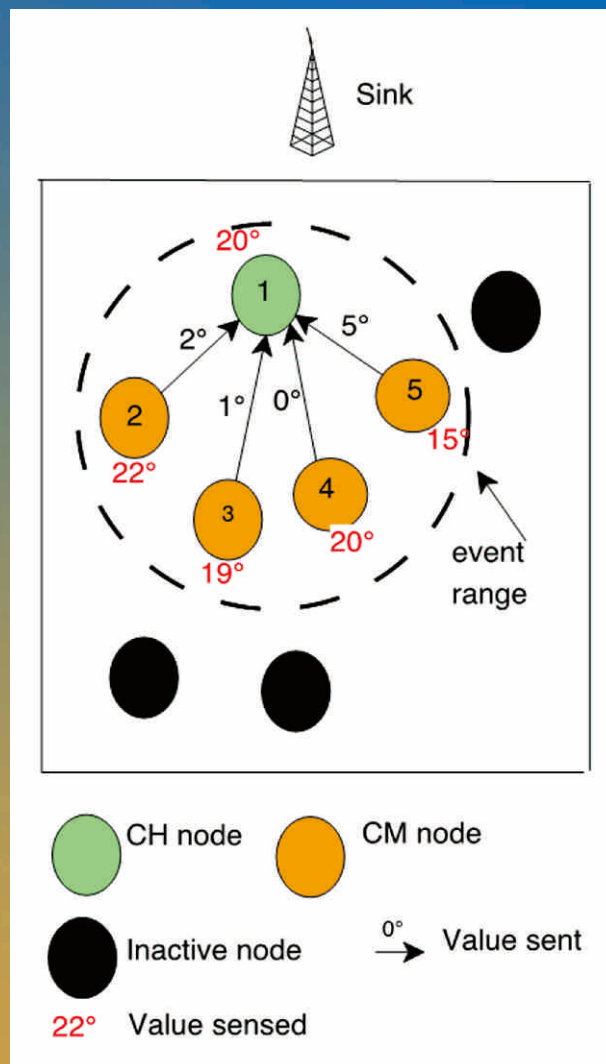 Sink
20°
1
2°
5°
2
1°
0°
5
22°
15°
3
4
19°
20°
event
range
CH node
CM node
Inactive node
0°
Value sent
22° Value sensed